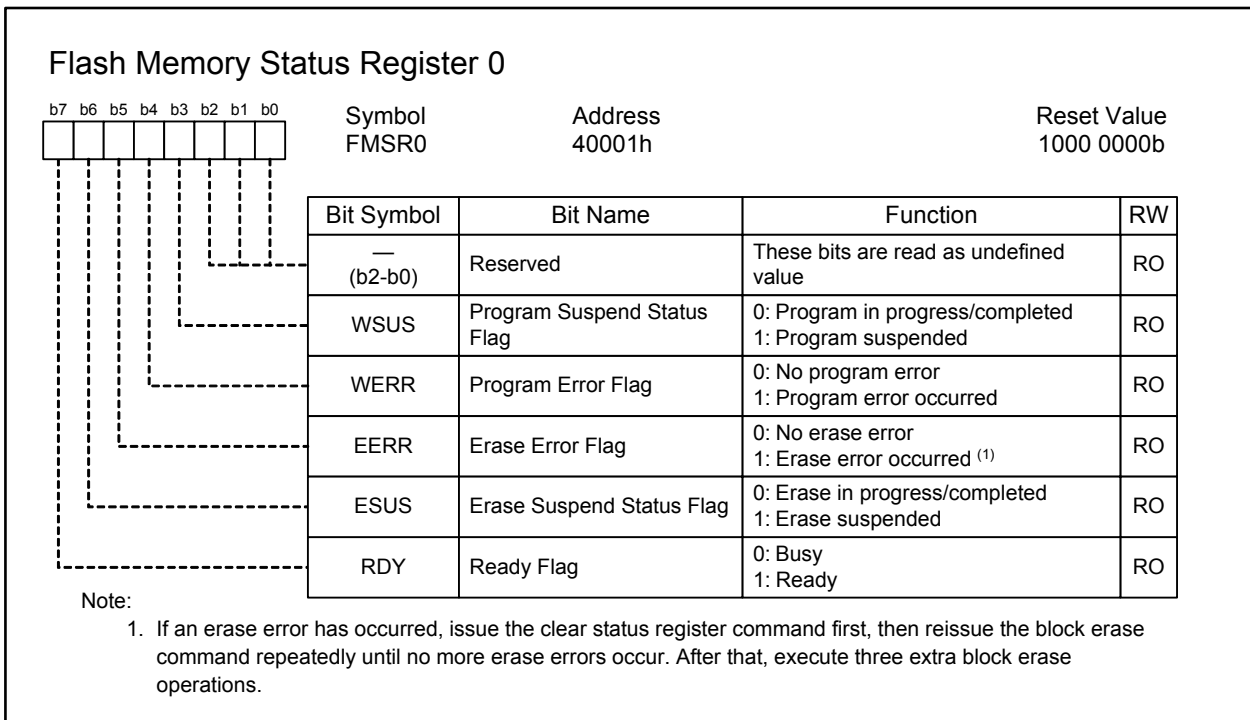 Flash Memory Status Register 0
b7 b6 b5 b4 b3 b2 b1 b0
Symbol Address Reset Value
FMSR0 40001h 1000 0000b
Bit Symbol Bit Name Function RW
—
(b2-b0) Reserved These bits are read as undefined
value RO
WSUS Program Suspend Status
Flag 0: Program in progress/completed
1: Program suspended RO
WERR Program Error Flag 0: No program error
1: Program error occurred RO
EERR Erase Error Flag 0: No erase error
1: Erase error occurred (1) RO
ESUS Erase Suspend Status Flag 0: Erase in progress/completed
1: Erase suspended RO
RDY Ready Flag 0: Busy
1: Ready RO
Note:
1. If an erase error has occurred, issue the clear status register command first, then reissue the block erase
command repeatedly until no more erase errors occur. After that, execute three extra block erase
operations.